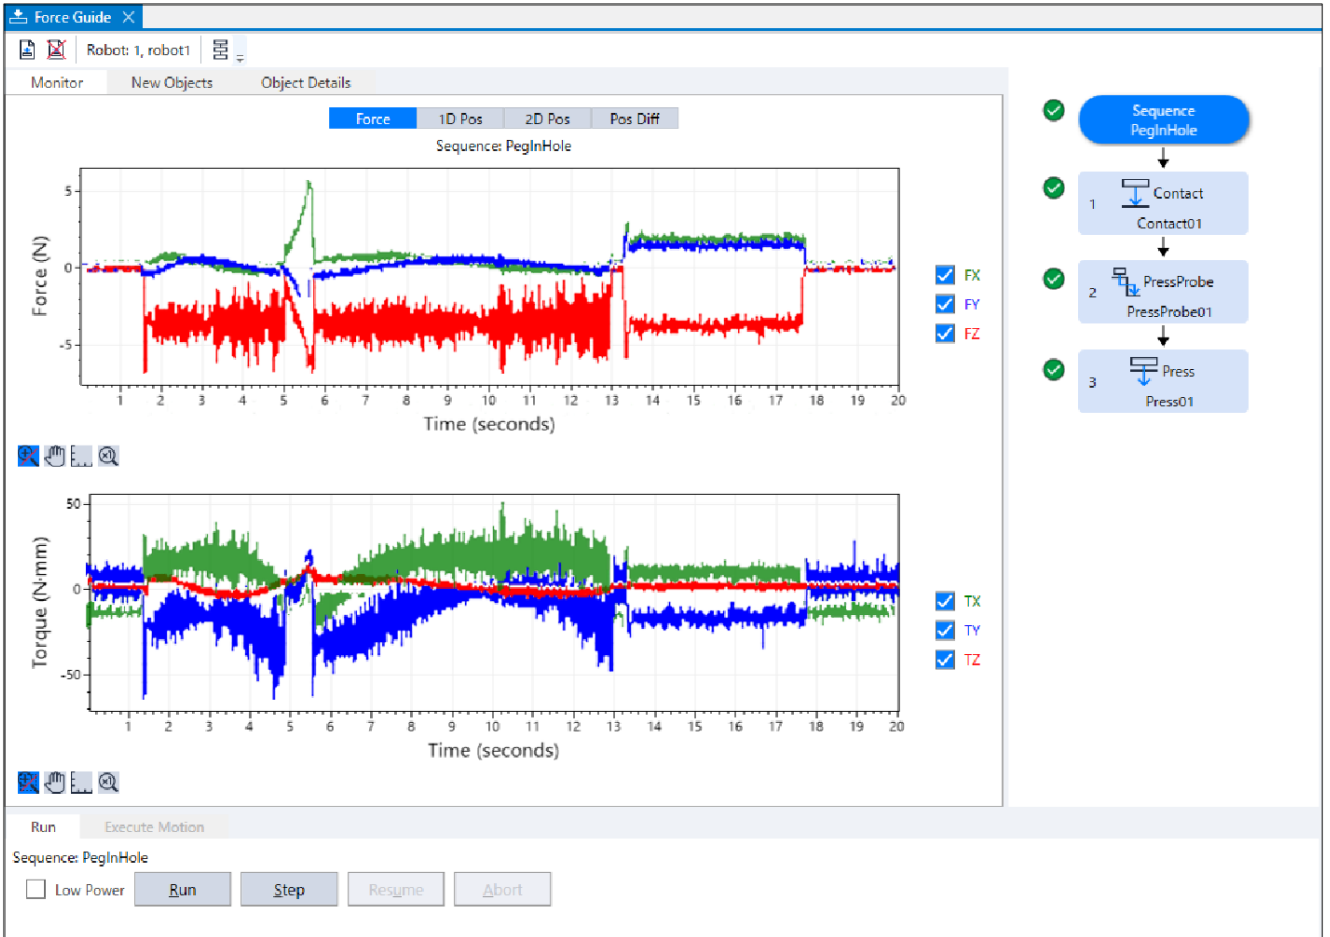 Force Guide
Robot: 1, robot1
Monitor New Objects Object Details
Force 1D Pos 2D Pos Pos Diff
Sequence: PegInHole
Force (N)
5
0
-5
1 2 3 4 5 6 7 8 9 10 11 12 13 14 15 16 17 18 19 20
Time (seconds)
FX
FY
FZ
Torque (N·mm)
50
0
-50
1 2 3 4 5 6 7 8 9 10 11 12 13 14 15 16 17 18 19 20
Time (seconds)
TX
TY
TZ
Sequence
PegInHole
1 Contact
Contact01
2 PressProbe
PressProbe01
3 Press
Press01
Run Execute Motion
Sequence: PegInHole
Low Power Run Step Resume Abort